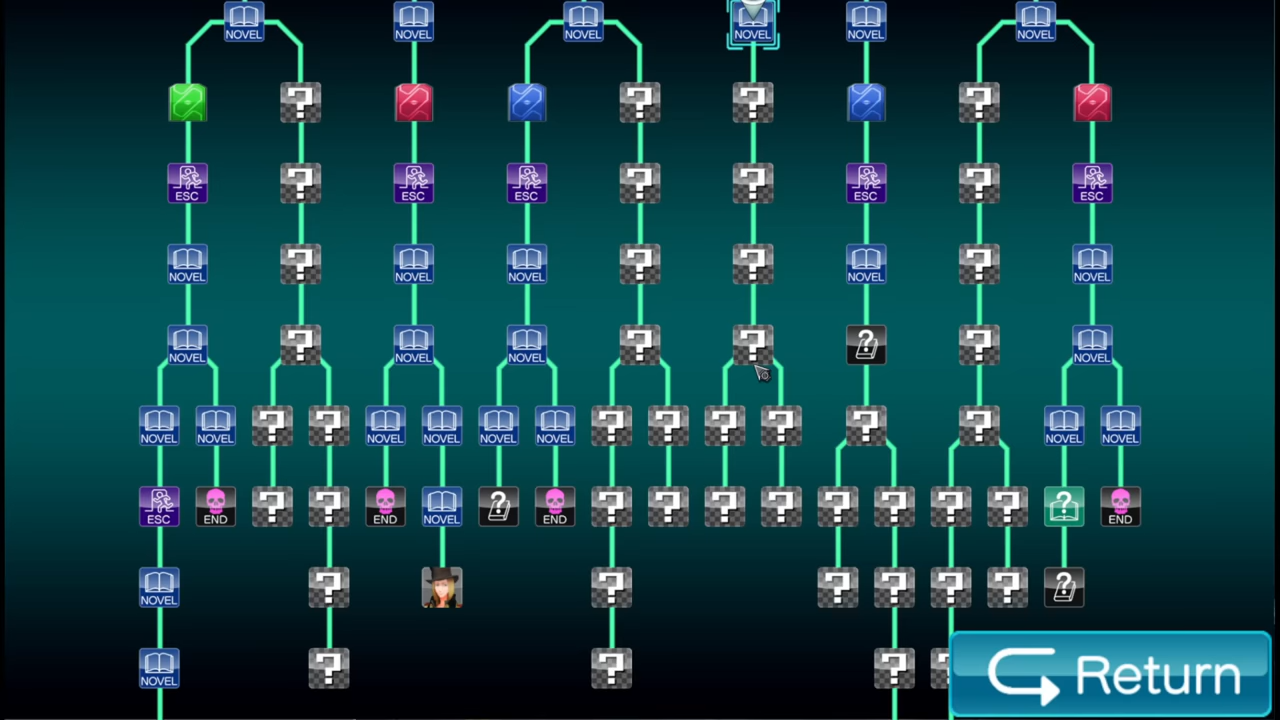 NOVEL NOVEL NOVEL NOVEL NOVEL NOVEL
? ? ? ?
ESC ? ESC ESC ? ? ESC ? ESC
NOVEL ? NOVEL NOVEL ? ? NOVEL ? NOVEL
NOVEL ? NOVEL NOVEL ? ? ? ? NOVEL
NOVEL NOVEL ? ? NOVEL NOVEL NOVEL NOVEL ? ? ? ? ? ? NOVEL NOVEL
ESC END ? ? END NOVEL ? END ? ? ? ? ? ? ? ? ? END
NOVEL ? ? ? ? ? ? ?
NOVEL ? ? ? ?
Return